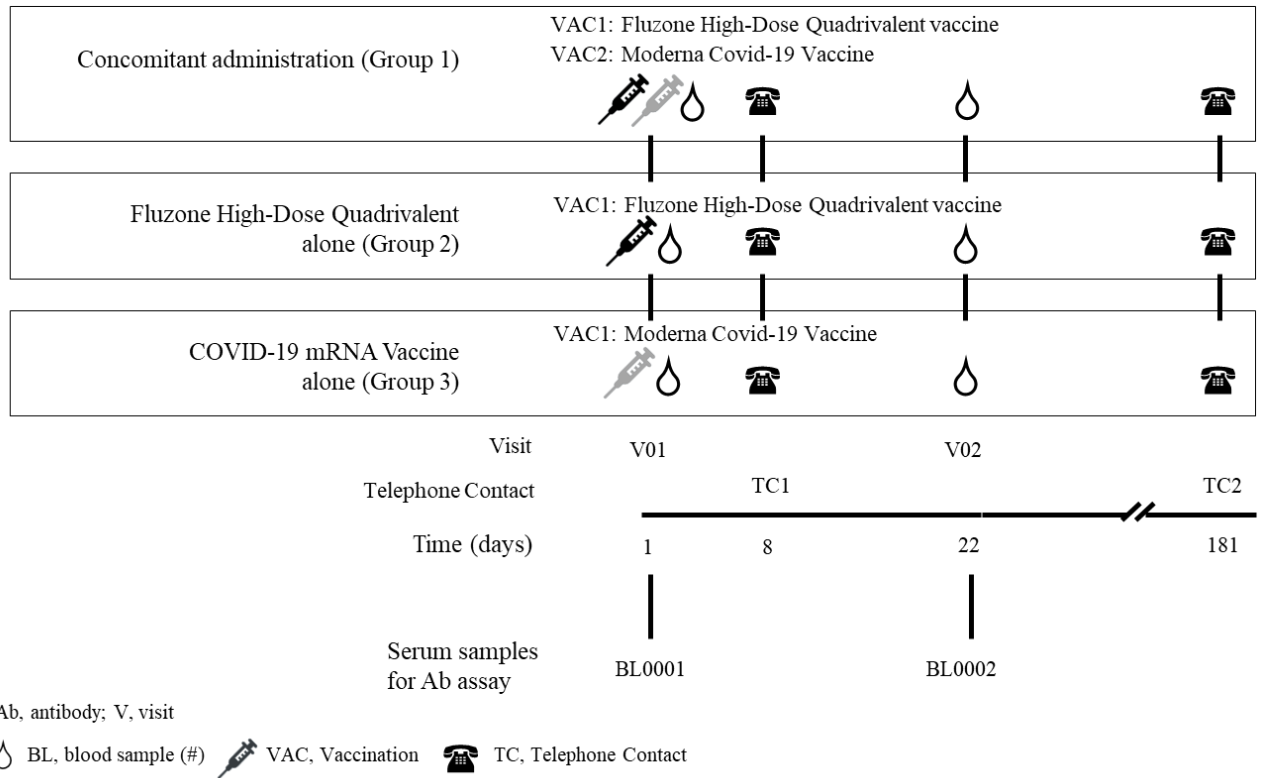 VAC1: Fluzone High-Dose Quadrivalent vaccine
Concomitant administration (Group 1)
VAC2: Moderna Covid-19 Vaccine
Fluzone High-Dose Quadrivalent
alone (Group 2)
VAC1: Fluzone High-Dose Quadrivalent vaccine
COVID-19 mRNA Vaccine
alone (Group 3)
VAC1: Moderna Covid-19 Vaccine
Visit V01 V02
Telephone Contact TC1 TC2
Time (days) 1 8 22 181
Serum samples
for Ab assay
BL0001 BL0002
Ab, antibody; V, visit
BL, blood sample (#) VAC, Vaccination TC, Telephone Contact